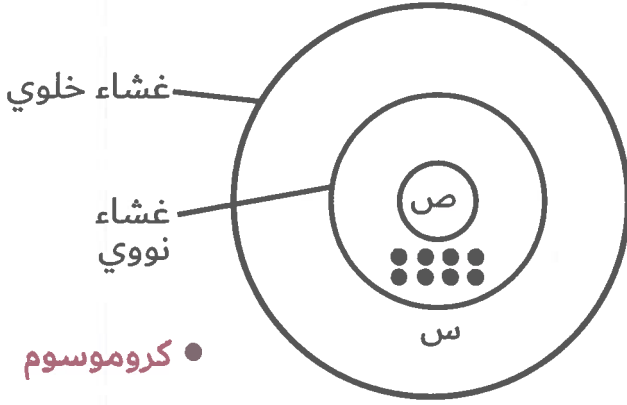 غشاء خلوي
ص
غشاء
نووي
س
كروموسوم